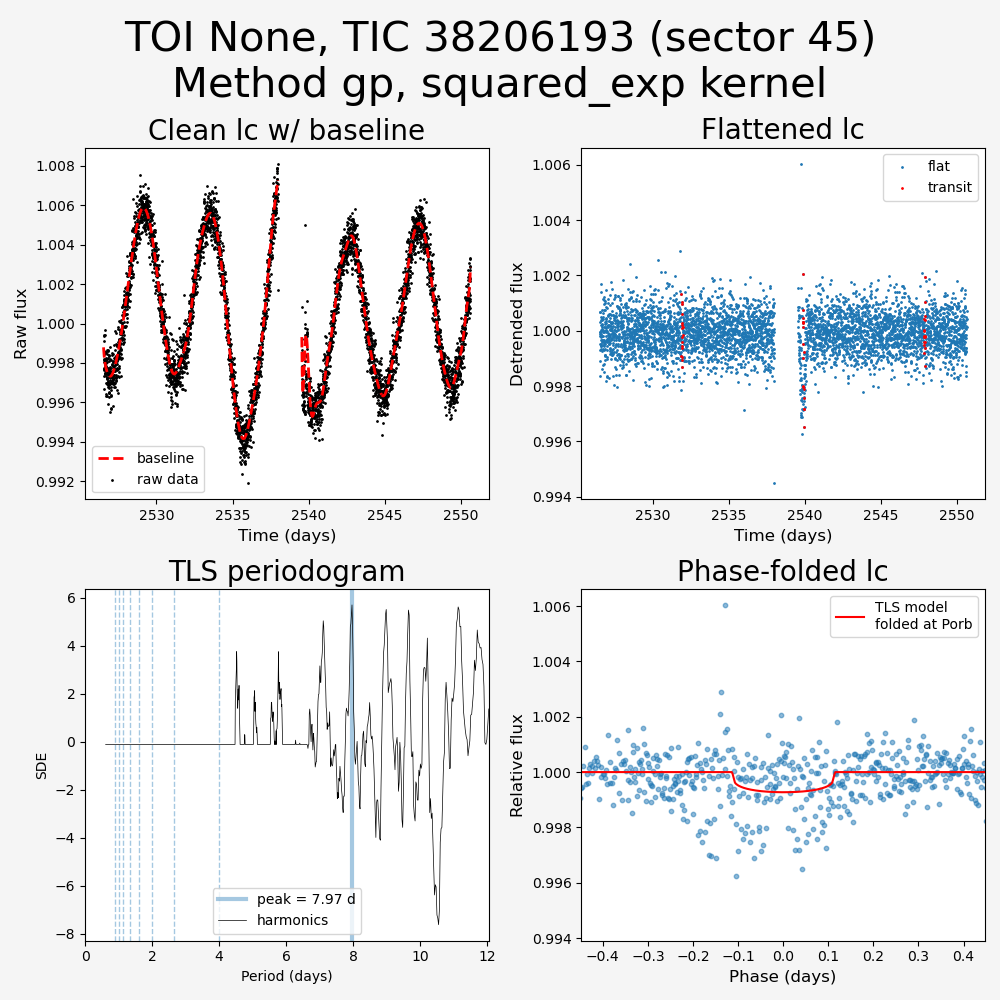 TOI None, TIC 38206193 (sector 45)
Method gp, squared_exp kernel
Clean lc w/ baseline
Raw flux
1.008
1.006
1.004
1.002
1.000
0.998
0.996
0.994
0.992
baseline
raw data
2530
2535
2540
2545
2550
Time (days)
Flattened lc
Detrended flux
1.006
1.004
1.002
1.000
0.998
0.996
0.994
flat
transit
2530
2535
2540
2545
2550
Time (days)
TLS periodogram
SDE
6
4
2
0
−2
−4
−6
−8
peak = 7.97 d
harmonics
0
2
4
6
8
10
12
Period (days)
Phase-folded lc
Relative flux
1.006
1.004
1.002
1.000
0.998
0.996
0.994
TLS model
folded at Porb
−0.4
−0.3
−0.2
−0.1
0.0
0.1
0.2
0.3
0.4
Phase (days)